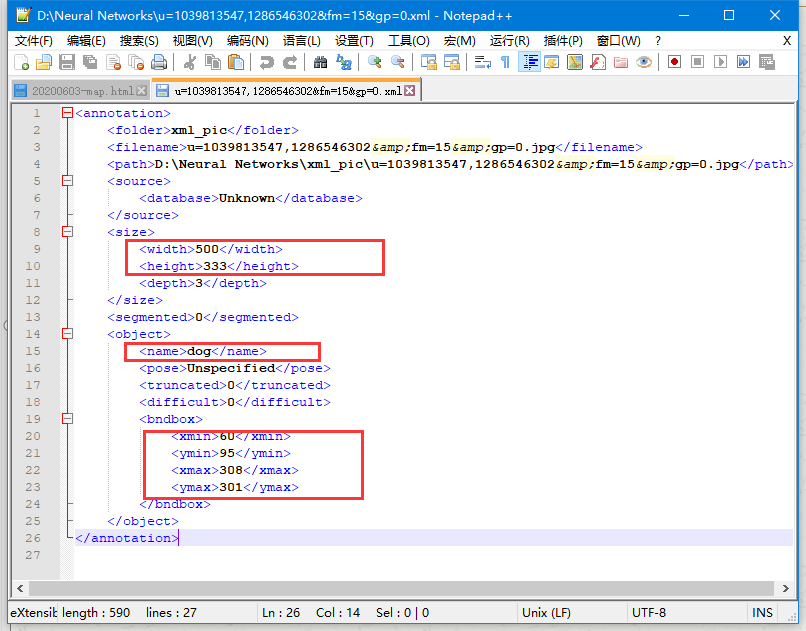 D:\Neural Networks\u=1039813547,1286546302&fm=15&gp=0.xml - Notepad++
文件(F) 编辑(E) 搜索(S) 视图(V) 编码(N) 语言(L) 设置(T) 工具(O) 宏(M) 运行(R) 插件(P) 窗口(W) ? X
20200603-map.html u=1039813547,1286546302&fm=15&gp=0.xml
1 <annotation>
2 <folder>xml_pic</folder>
3 <filename>u=1039813547,1286546302&amp;fm=15&amp;gp=0.jpg</filename>
4 <path>D:\Neural Networks\xml_pic\u=1039813547,1286546302&amp;fm=15&amp;gp=0.jpg</path>
5 <source>
6 <database>Unknown</database>
7 </source>
8 <size>
9 <width>500</width>
10 <height>333</height>
11 <depth>3</depth>
12 </size>
13 <segmented>0</segmented>
14 <object>
15 <name>dog</name>
16 <pose>Unspecified</pose>
17 <truncated>0</truncated>
18 <difficult>0</difficult>
19 <bndbox>
20 <xmin>60</xmin>
21 <ymin>95</ymin>
22 <xmax>308</xmax>
23 <ymax>301</ymax>
24 </bndbox>
25 </object>
26 </annotation>
27
eXtensib length : 590 lines : 27 Ln : 26 Col : 14 Sel : 0 | 0 Unix (LF) UTF-8 INS